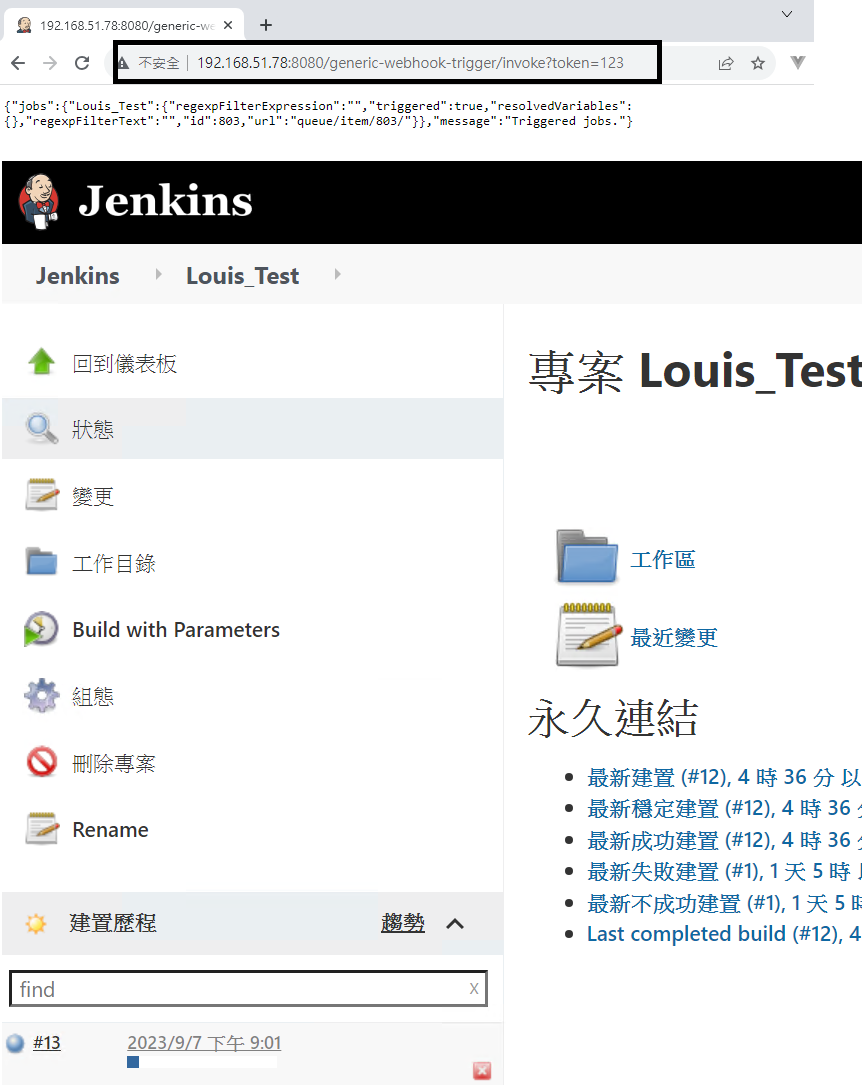 192.168.51.78:8080/generic-we
不安全 192.168.51.78:8080/generic-webhook-trigger/invoke?token=123
{"jobs":{"Louis_Test":{"regexpFilterExpression":"","triggered":true,"resolvedVariables":
{},"regexpFilterText":"","id":803,"url":"queue/item/803/"}},"message":"Triggered jobs."}
Jenkins
Jenkins Louis_Test
回到儀表板
狀態
變更
工作目錄
Build with Parameters
組態
刪除專案
Rename
建置歷程 趨勢
find x
#13 2023/9/7 下午 9:01
專案 Louis_Test
工作區
最近變更
永久連結
最新建置 (#12), 4 時 36 分 以
最新穩定建置 (#12), 4 時 36
最新成功建置 (#12), 4 時 36
最新失敗建置 (#1), 1 天 5 時
最新不成功建置 (#1), 1 天 5
Last completed build (#12), 4